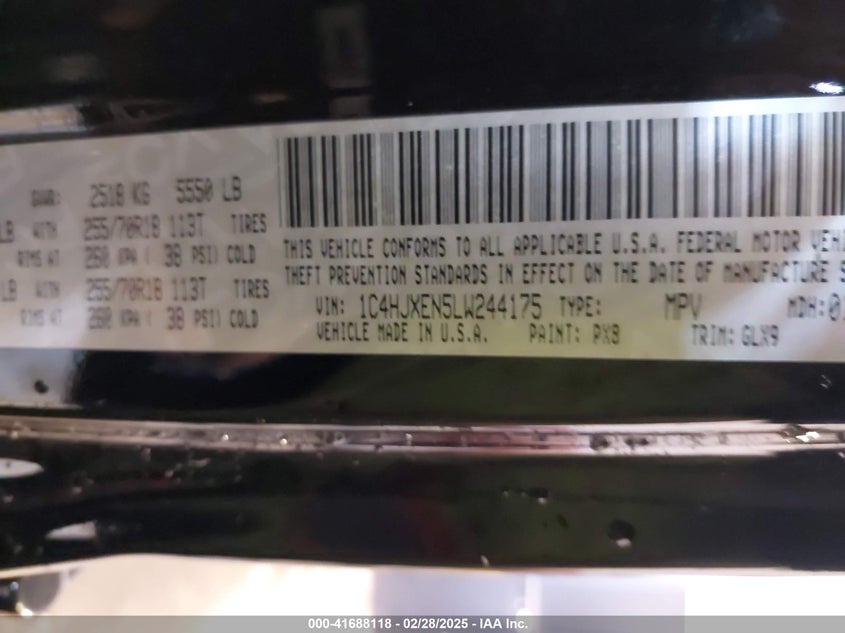 GVWR: 2518 KG 5550 LB
LB WITH 255/70R18 113T TIRES
RIMS AT 260 KPA ( 38 PSI) COLD
LB WITH 255/70R18 113T TIRES
RIMS AT 260 KPA ( 38 PSI) COLD
THIS VEHICLE CONFORMS TO ALL APPLICABLE U.S.A. FEDERAL MOTOR
THEFT PREVENTION STANDARDS IN EFFECT ON THE DATE OF MANUFACTURE
VIN: 1C4HJXEN5LW244175 TYPE: MPV MDH:
VEHICLE MADE IN U.S.A. PAINT: PX8 TRIM: GLX9
000-41688118 - 02/28/2025 - IAA Inc.